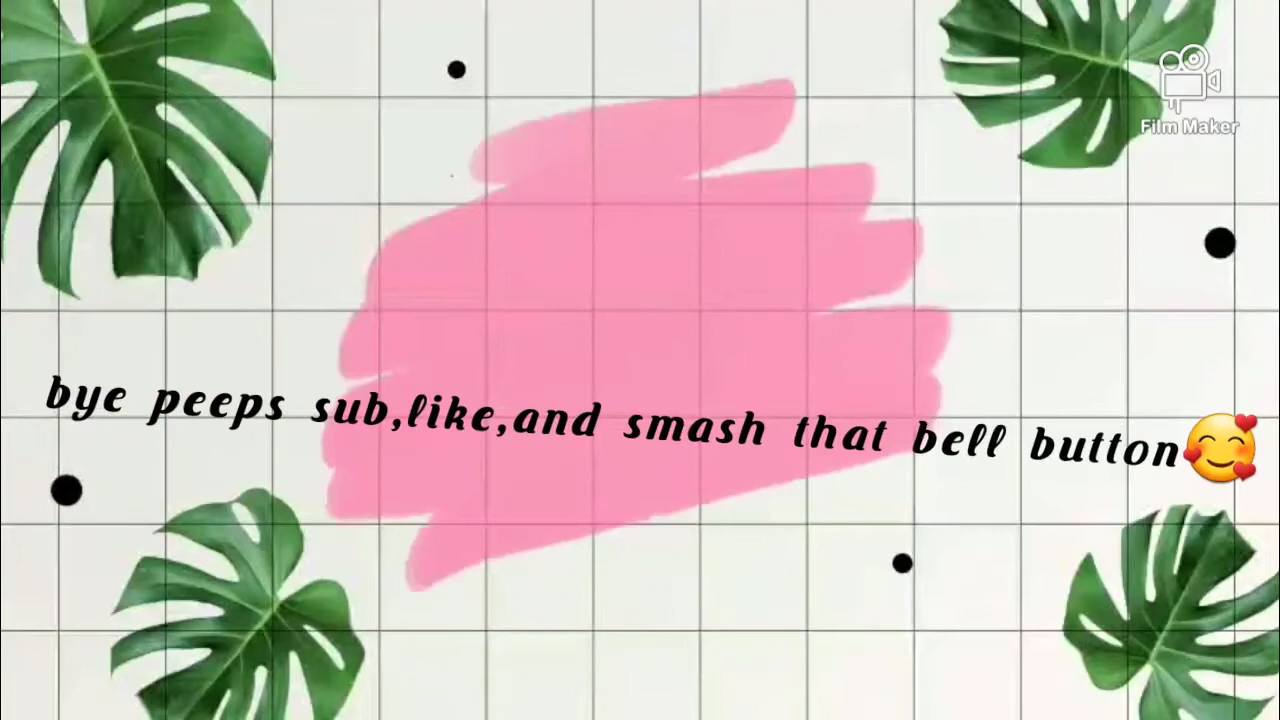 Film Maker
bye peeps sub,like,and smash that bell button🥰